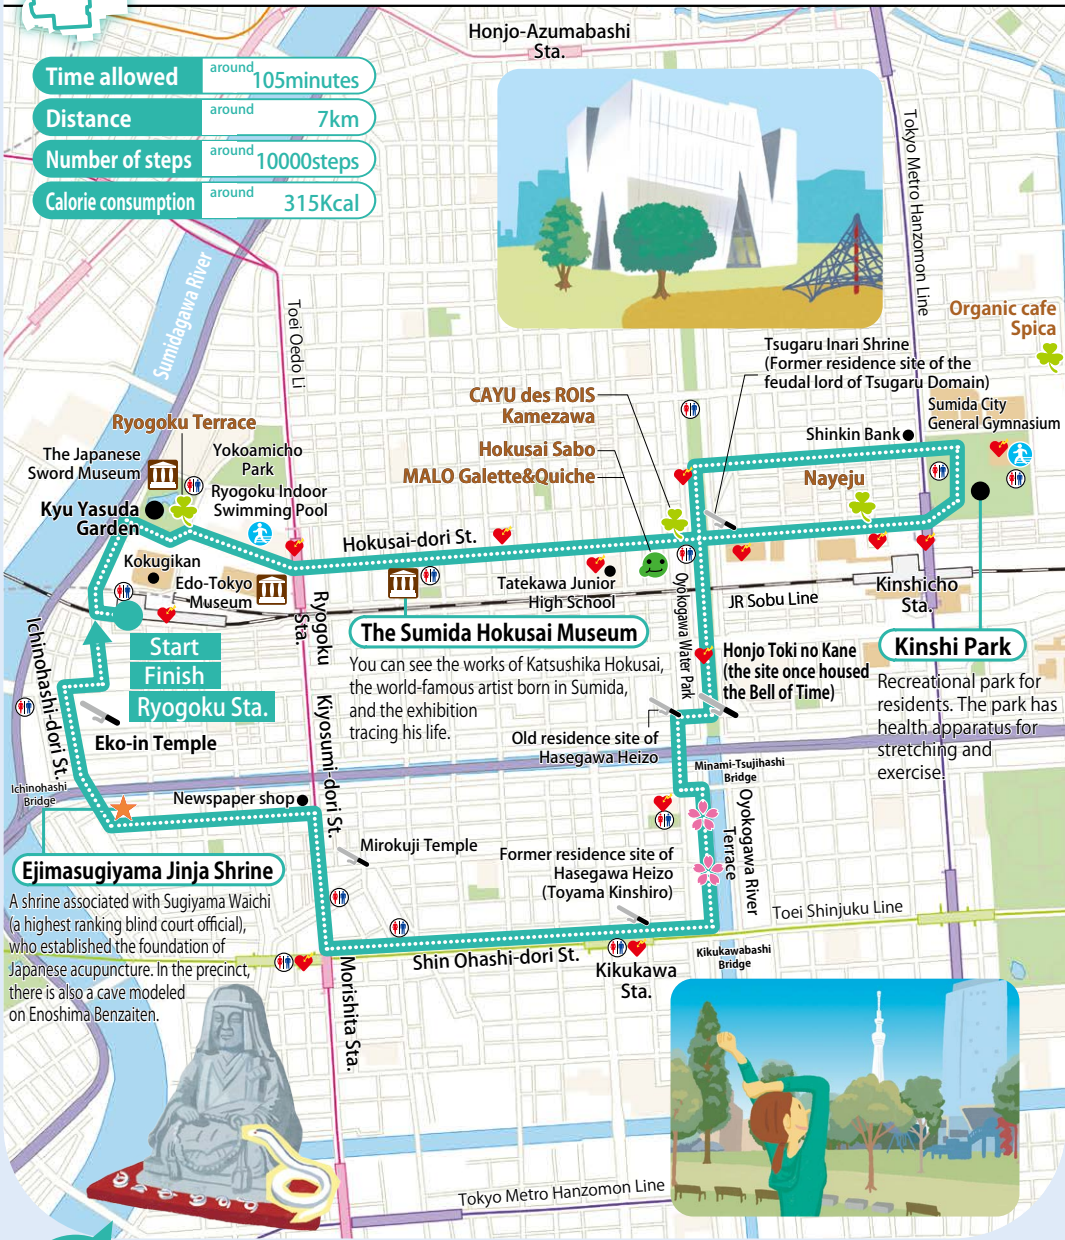 Honjo-Azumabashi
Sta.
Time allowed
around
105minutes
Distance
around
7km
Number of steps
around
10000steps
Calorie consumption
around
315Kcal
Sumidagawa River
Toei Oedo Li
Tokyo Metro Hanzomon Line
Organic cafe
Spica
Tsugaru Inari Shrine
(Former residence site of the
feudal lord of Tsugaru Domain)
Sumida City
General Gymnasium
Shinkin Bank
CAYU des ROIS
Kamezawa
Hokusai Sabo
MALO Galette&Quiche
Nayeju
Ryogoku Terrace
The Japanese
Sword Museum
Yokoamicho
Park
Ryogoku Indoor
Swimming Pool
Kyu Yasuda
Garden
Hokusai-dori St.
Kokugikan
Edo-Tokyo
Museum
Tatekawa Junior
High School
Oyokogawa Water Park
JR Sobu Line
Kinshicho
Sta.
Ryogoku
Sta.
Start
Finish
Ryogoku Sta.
The Sumida Hokusai Museum
You can see the works of Katsushika Hokusai,
the world-famous artist born in Sumida,
and the exhibition
tracing his life.
Honjo Toki no Kane
(the site once housed
the Bell of Time)
Kinshi Park
Recreational park for
residents. The park has
health apparatus for
stretching and
exercise.
Ichinohashi-dori St.
Eko-in Temple
Kiyosumi-dori St.
Old residence site of
Hasegawa Heizo
Minami-Tsujihashi
Bridge
Ichinohashi
Bridge
Newspaper shop
Oyokogawa River
Terrace
Mirokuji Temple
Former residence site of
Hasegawa Heizo
(Toyama Kinshiro)
Ejimasugiyama Jinja Shrine
A shrine associated with Sugiyama Waichi
(a highest ranking blind court official),
who established the foundation of
Japanese acupuncture. In the precinct,
there is also a cave modeled
on Enoshima Benzaiten.
Toei Shinjuku Line
Shin Ohashi-dori St.
Kikukawabashi
Bridge
Kikukawa
Sta.
Morishita Sta.
Tokyo Metro Hanzomon Line